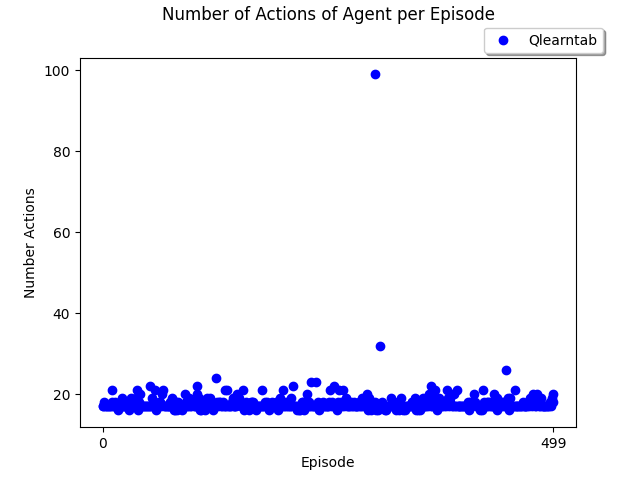 Number of Actions of Agent per Episode
Qlearntab
100
80
60
40
20
Number Actions
0
499
Episode